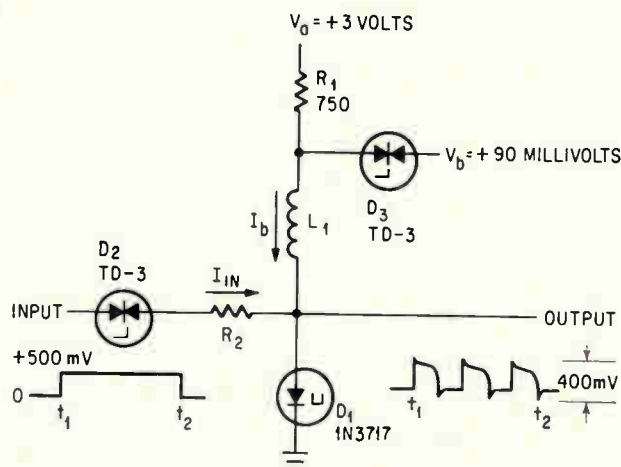 Va = +3 VOLTS
R1
750
Vb = +90 MILLIVOLTS
D3
TD-3
Ib
L1
D2
TD-3
IIN
INPUT
R2
OUTPUT
+500 mV
0
t1
t2
D1
1N3717
t1
t2
400mV